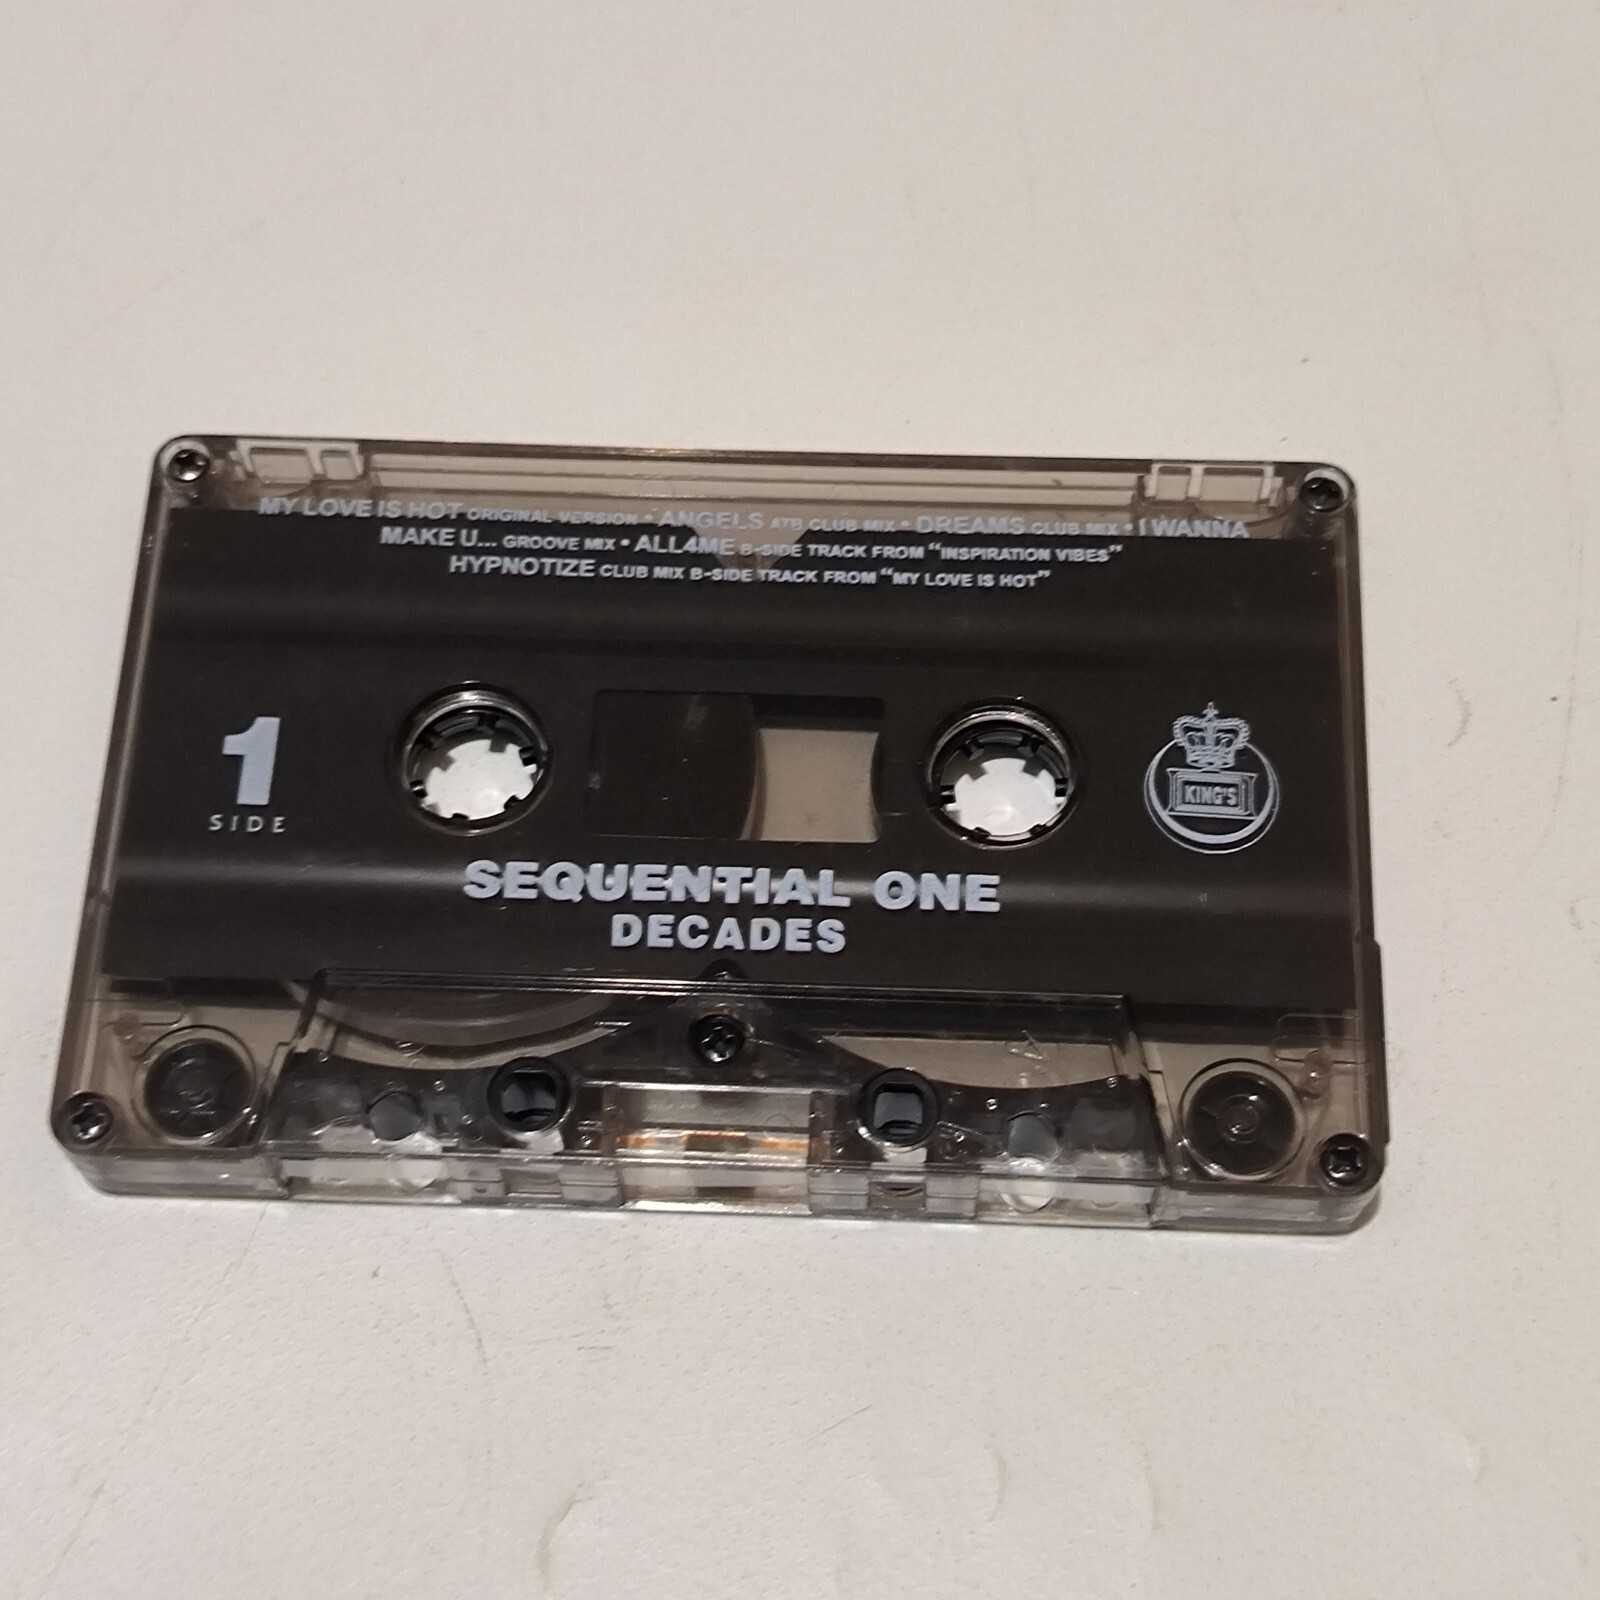 MY LOVE IS HOT ORIGINAL VERSION • ANGELS ATB CLUB MIX • DREAMS CLUB MIX • I WANNA
MAKE U... GROOVE MIX • ALL4ME B-SIDE TRACK FROM "INSPIRATION VIBES"
HYPNOTIZE CLUB MIX B-SIDE TRACK FROM "MY LOVE IS HOT"
1
SIDE
KING'S
SEQUENTIAL ONE
DECADES